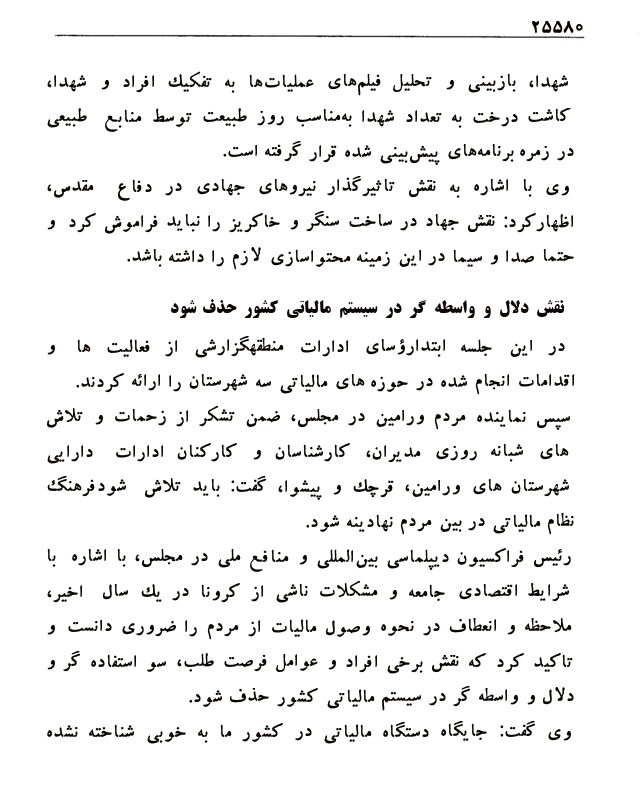 ۲۵۵۸۰
شهدا، بازبینی و تحلیل فیلم‌های عملیات‌ها به تفکیك افراد و شهدا،
کاشت درخت به تعداد شهدا به‌مناسب روز طبیعت توسط منابع طبیعی
در زمره برنامه‌های پیش‌بینی شده قرار گرفته است.
وی با اشاره به نقش تاثیرگذار نیروهای جهادی در دفاع مقدس،
اظهارکرد: نقش جهاد در ساخت سنگر و خاکریز را نباید فراموش کرد و
حتما صدا و سیما در این زمینه محتواسازی لازم را داشته باشد.
نقش دلال و واسطه گر در سیستم مالیاتی کشور حذف شود
در این جلسه ابتدارؤسای ادارات منطقهگزارشی از فعالیت ها و
اقدامات انجام شده در حوزه های مالیاتی سه شهرستان را ارائه کردند.
سپس نماینده مردم ورامین در مجلس، ضمن تشکر از زحمات و تلاش
های شبانه روزی مدیران، کارشناسان و کارکنان ادارات دارایی
شهرستان های ورامین، قرچك و پیشوا، گفت: باید تلاش شودفرهنگ
نظام مالیاتی در بین مردم نهادینه شود.
رئیس فراکسیون دیپلماسی بین‌المللی و منافع ملی در مجلس، با اشاره با
شرایط اقتصادی جامعه و مشکلات ناشی از کرونا در یك سال اخیر،
ملاحظه و انعطاف در نحوه وصول مالیات از مردم را ضروری دانست و
تاکید کرد که نقش برخی افراد و عوامل فرصت طلب، سو استفاده گر و
دلال و واسطه گر در سیستم مالیاتی کشور حذف شود.
وی گفت: جایگاه دستگاه مالیاتی در کشور ما به خوبی شناخته نشده